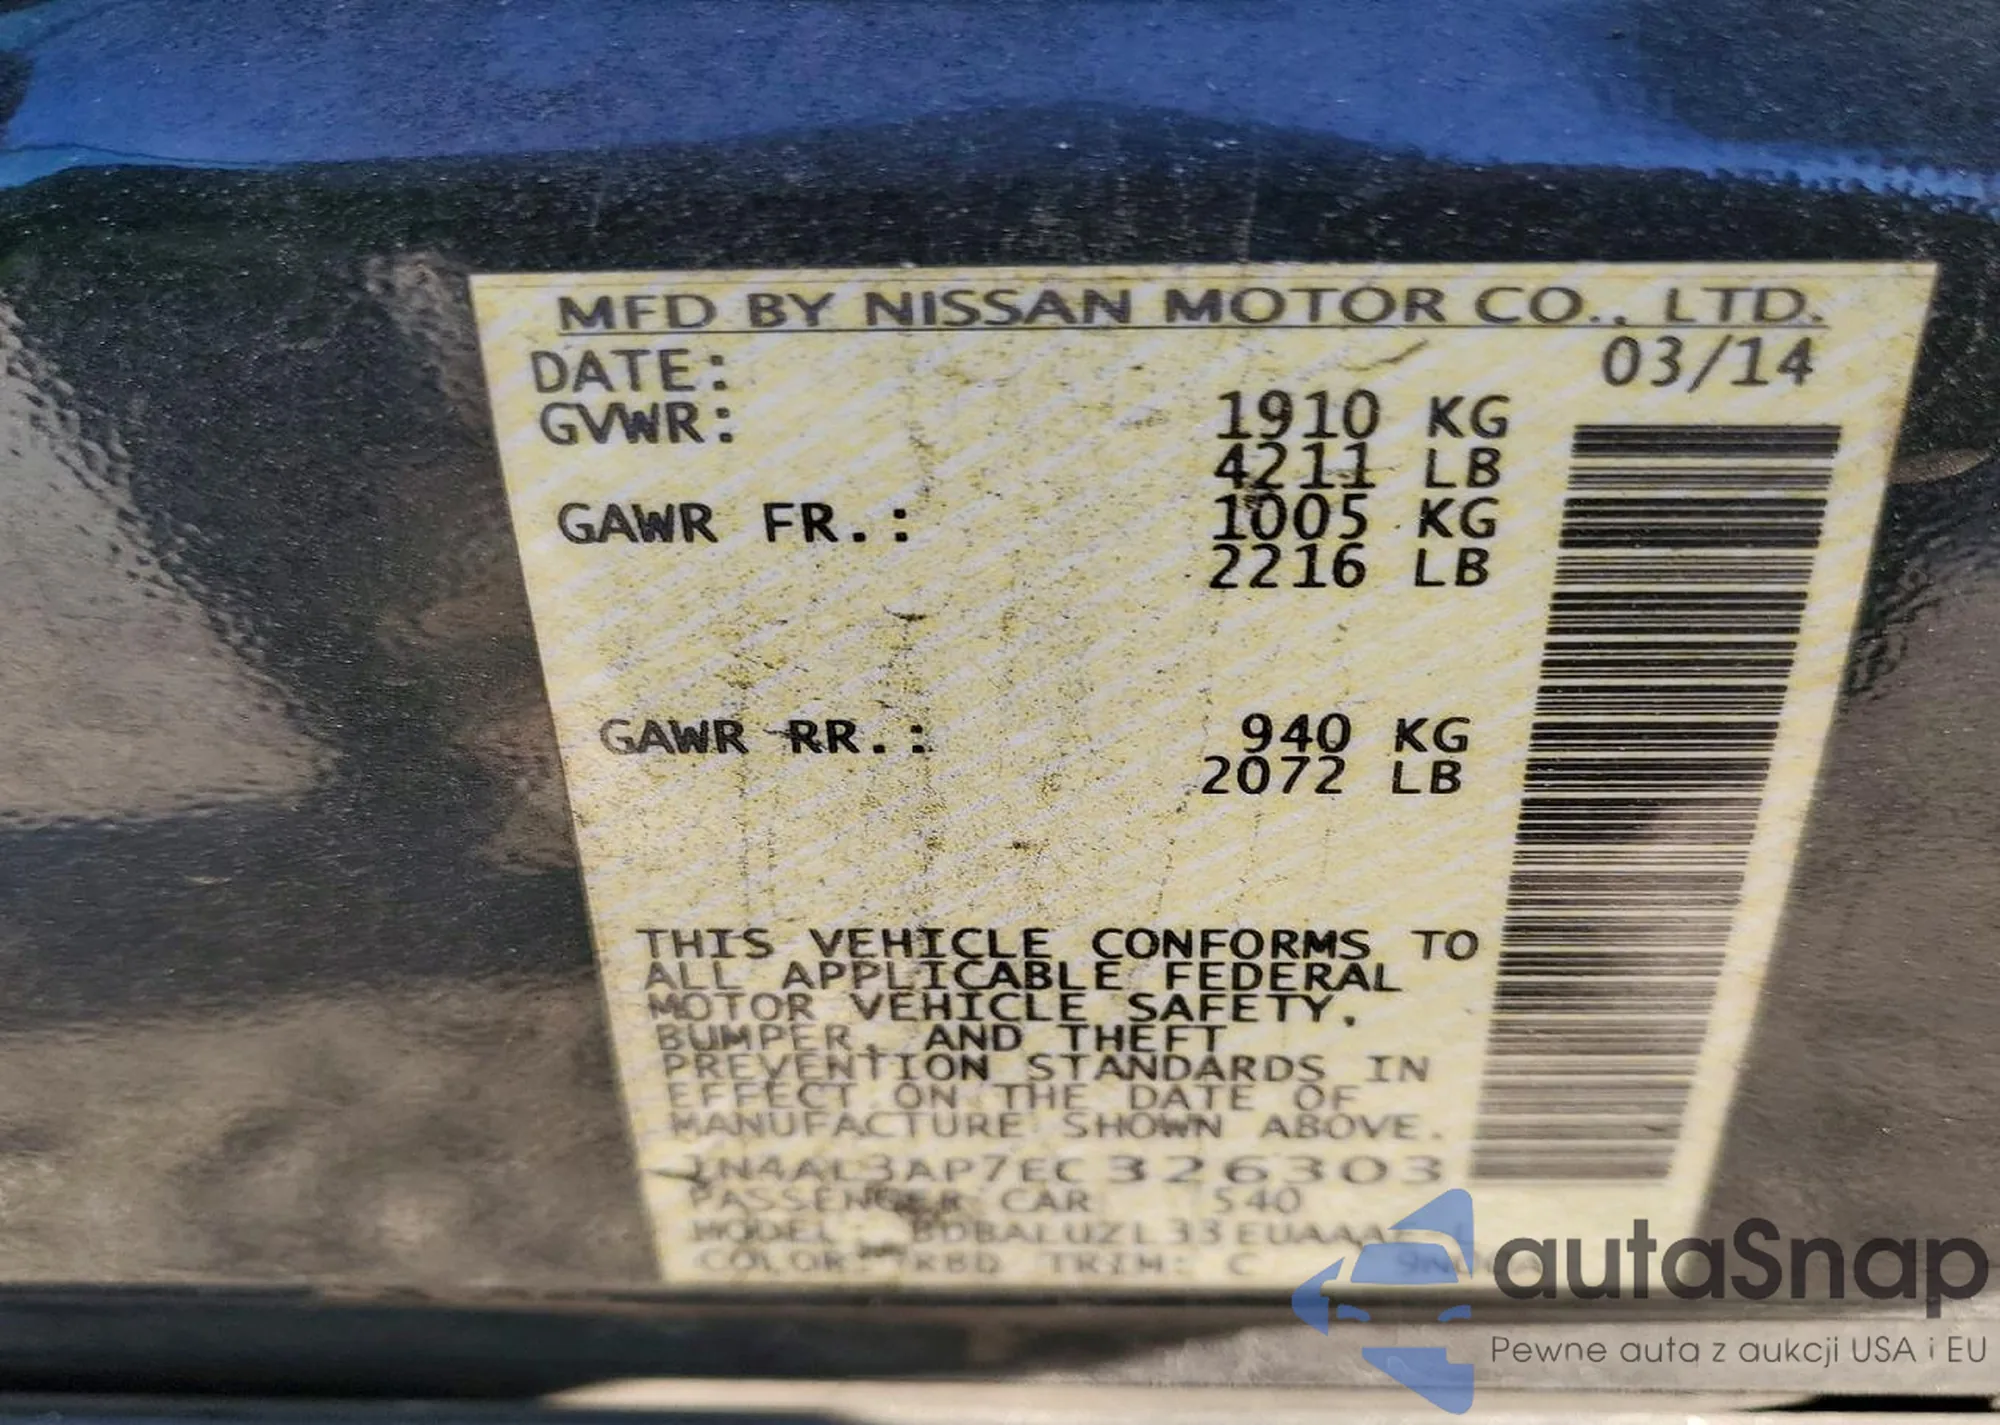 MFD BY NISSAN MOTOR CO., LTD.
DATE: 03/14
GVWR: 1910 KG
4211 LB
GAWR FR.: 1005 KG
2216 LB
GAWR RR.: 940 KG
2072 LB
THIS VEHICLE CONFORMS TO
ALL APPLICABLE FEDERAL
MOTOR VEHICLE SAFETY,
BUMPER, AND THEFT
PREVENTION STANDARDS IN
EFFECT ON THE DATE OF
MANUFACTURE SHOWN ABOVE.
1N4AL3AP7EC326303
PASSENGER CAR 540
MODEL:
COLOR: KBD TRIM: C
autaSnap
Pewne auta z aukcji USA i EU